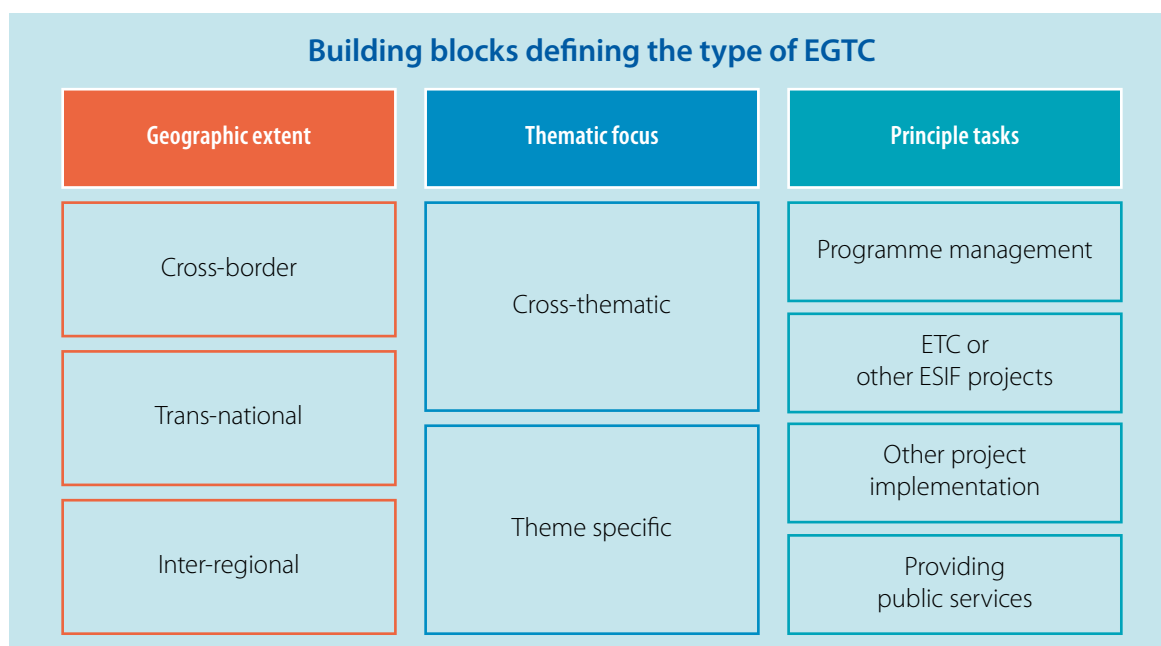 Building blocks defining the type of EGTC
Geographic extent
Cross-border
Trans-national
Inter-regional
Thematic focus
Cross-thematic
Theme specific
Principle tasks
Programme management
ETC or
other ESIF projects
Other project
implementation
Providing
public services